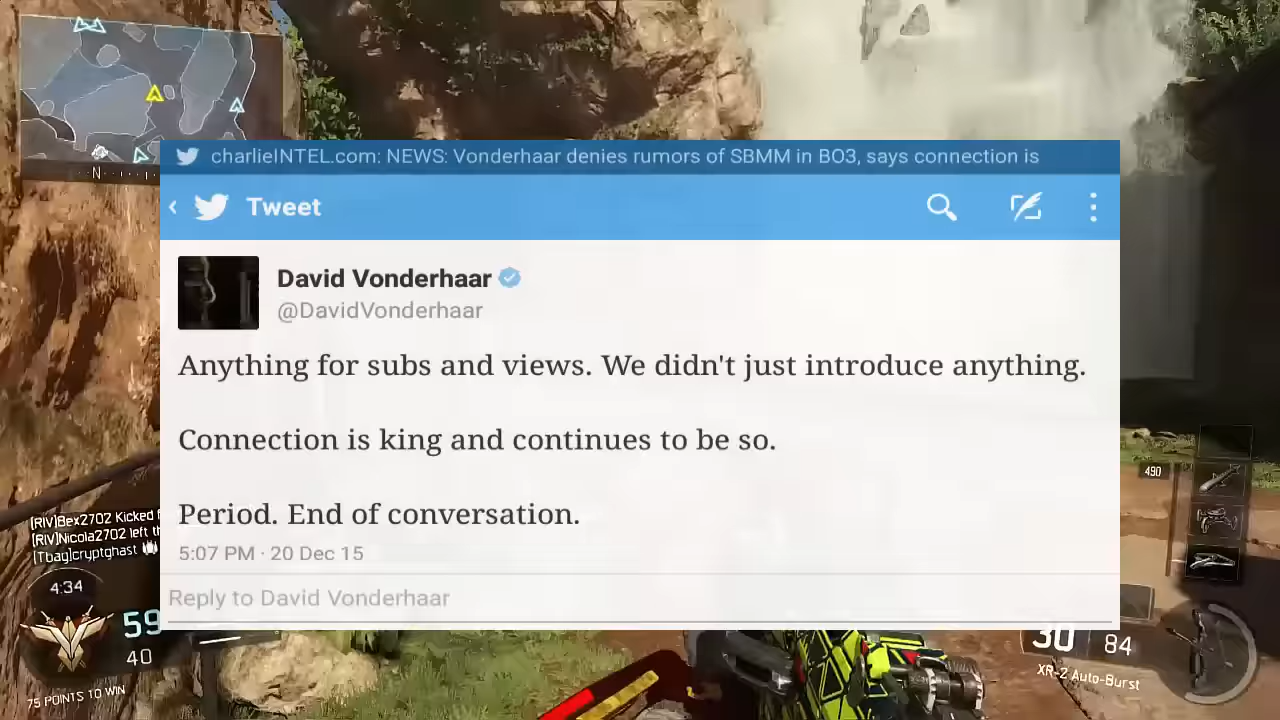 charlieINTEL.com: NEWS: Vonderhaar denies rumors of SBMM in BO3, says connection is
Tweet
David Vonderhaar
@DavidVonderhaar
Anything for subs and views. We didn't just introduce anything.
Connection is king and continues to be so.
Period. End of conversation.
5:07 PM · 20 Dec 15
Reply to David Vonderhaar
N
490
[RIV]Bex2702 Kicked
[RIV]Nicola2702 left
[Tbag]cryptghast
4:34
59
40
75 POINTS TO WIN
30
84
XR-2 Auto-Burst